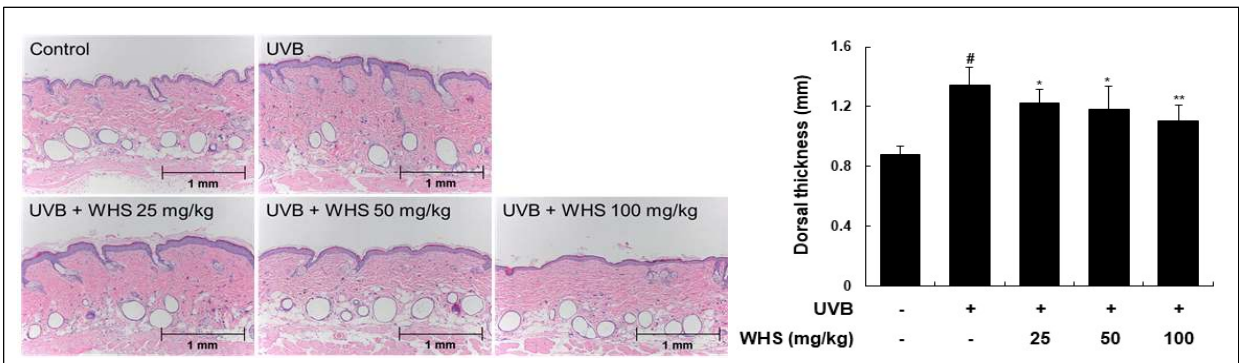 Control
UVB
1 mm
1 mm
UVB + WHS 25 mg/kg
UVB + WHS 50 mg/kg
UVB + WHS 100 mg/kg
1 mm
1 mm
1 mm
Dorsal thickness (mm)
1.6
1.2
0.8
0.4
0
#
*
*
**
UVB - + + + +
WHS (mg/kg) - - 25 50 100